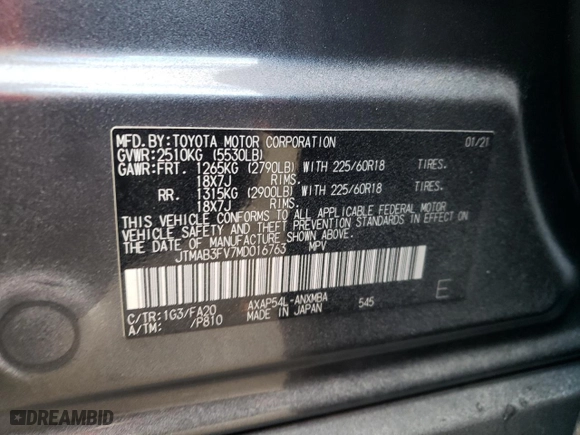 MFD.BY:TOYOTA MOTOR CORPORATION 01/21
GVWR:2510KG (5530LB)
GAWR:FRT. 1265KG (2790LB) WITH 225/60R18 TIRES.
18X7J RIMS.
RR. 1315KG (2900LB) WITH 225/60R18 TIRES.
18X7J RIMS.
THIS VEHICLE CONFORMS TO ALL APPLICABLE FEDERAL MOTOR
VEHICLE SAFETY AND THEFT PREVENTION STANDARDS IN EFFECT ON
THE DATE OF MANUFACTURE SHOWN ABOVE.
JTMAB3FV7MD016763 MPV
C/TR:1G3/FA20 AXAP54L-ANXMBA 545 E
A/TM: /P810 MADE IN JAPAN
DREAMBID